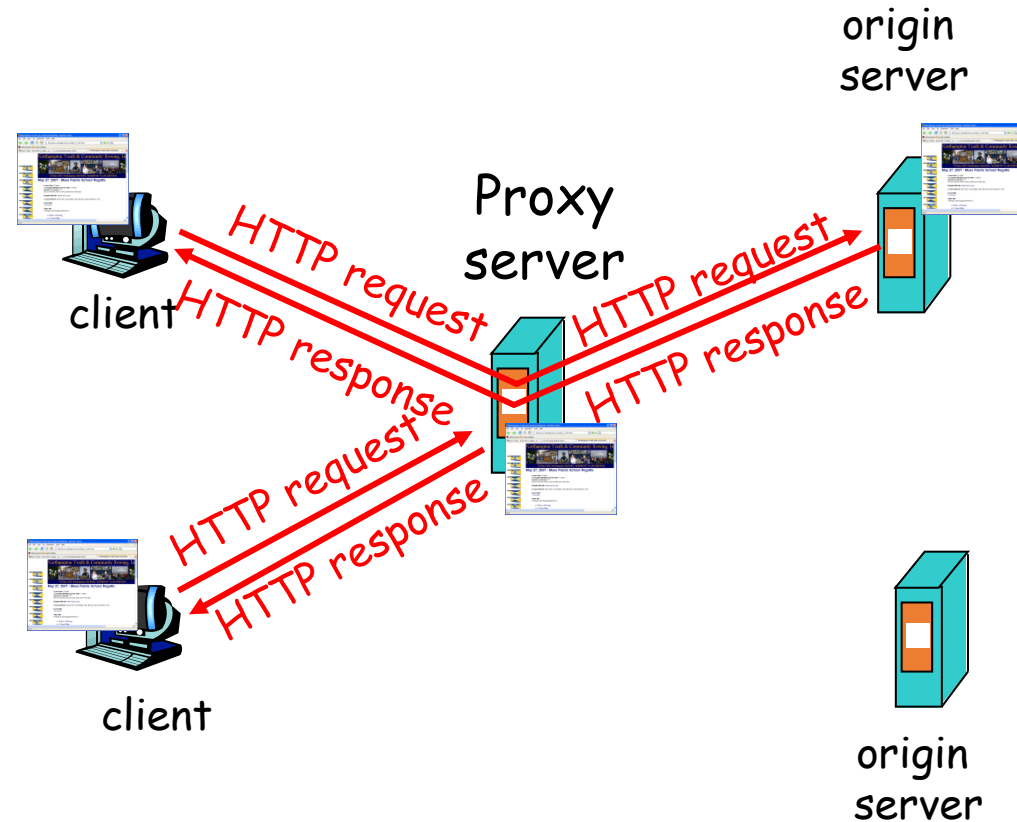 origin
server
Proxy
server
HTTP request
HTTP request
client
HTTP response
HTTP response
HTTP request
HTTP response
client
origin
server